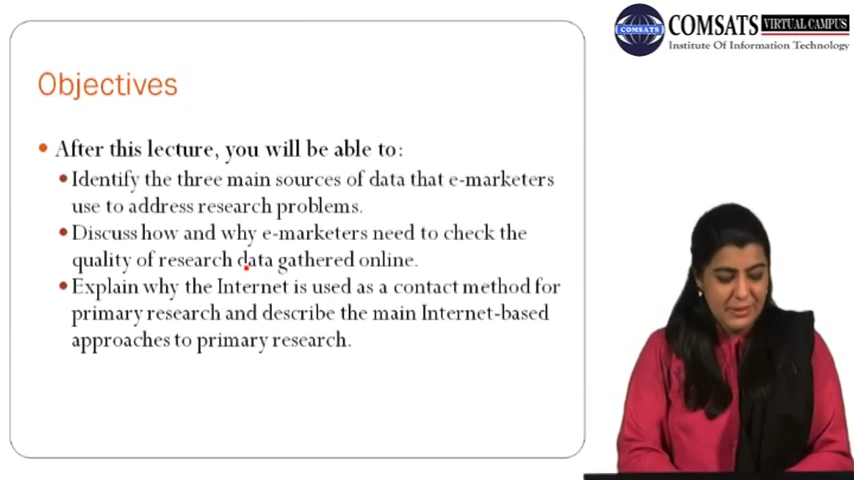 COMSATS VIRTUAL CAMPUS
COMSATS
Institute Of Information Technology
Objectives
After this lecture, you will be able to:
Identify the three main sources of data that e-marketers
use to address research problems.
Discuss how and why e-marketers need to check the
quality of research data gathered online.
Explain why the Internet is used as a contact method for
primary research and describe the main Internet-based
approaches to primary research.